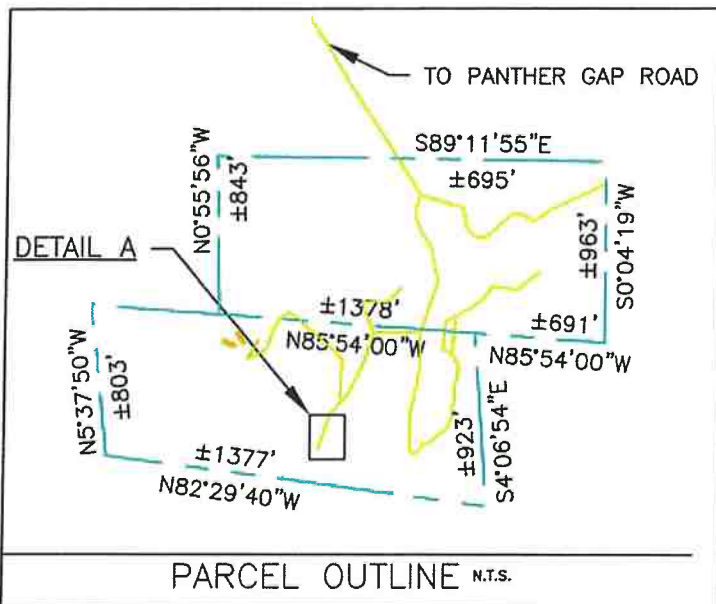 TO PANTHER GAP ROAD
S89°11'55"E
±695'
N0°55'56"W
±843'
S0°04'19"W
±963'
DETAIL A
±1378'
N85°54'00"W
±691'
N85°54'00"W
N5°37'50"W
±803'
±923'
S4°06'54"E
±1377'
N82°29'40"W
PARCEL OUTLINE N.T.S.